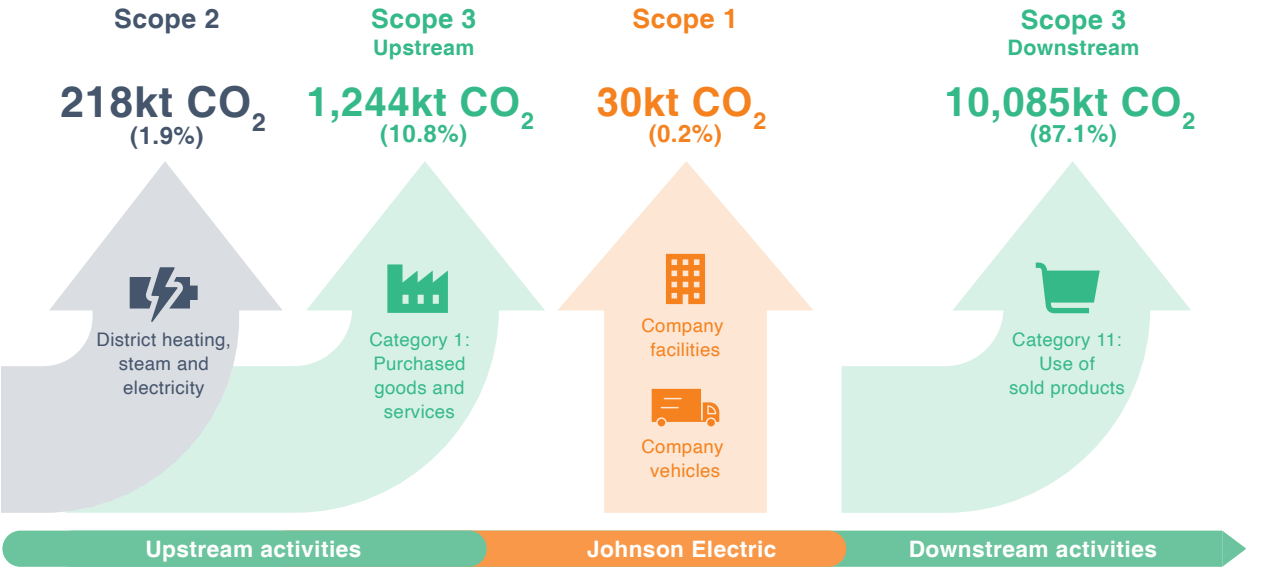 Scope 2
218kt CO2
(1.9%)
District heating,
steam and
electricity
Scope 3
Upstream
1,244kt CO2
(10.8%)
Category 1:
Purchased
goods and
services
Scope 1
30kt CO2
(0.2%)
Company
facilities
Company
vehicles
Scope 3
Downstream
10,085kt CO2
(87.1%)
Category 11:
Use of
sold products
Upstream activities
Johnson Electric
Downstream activities